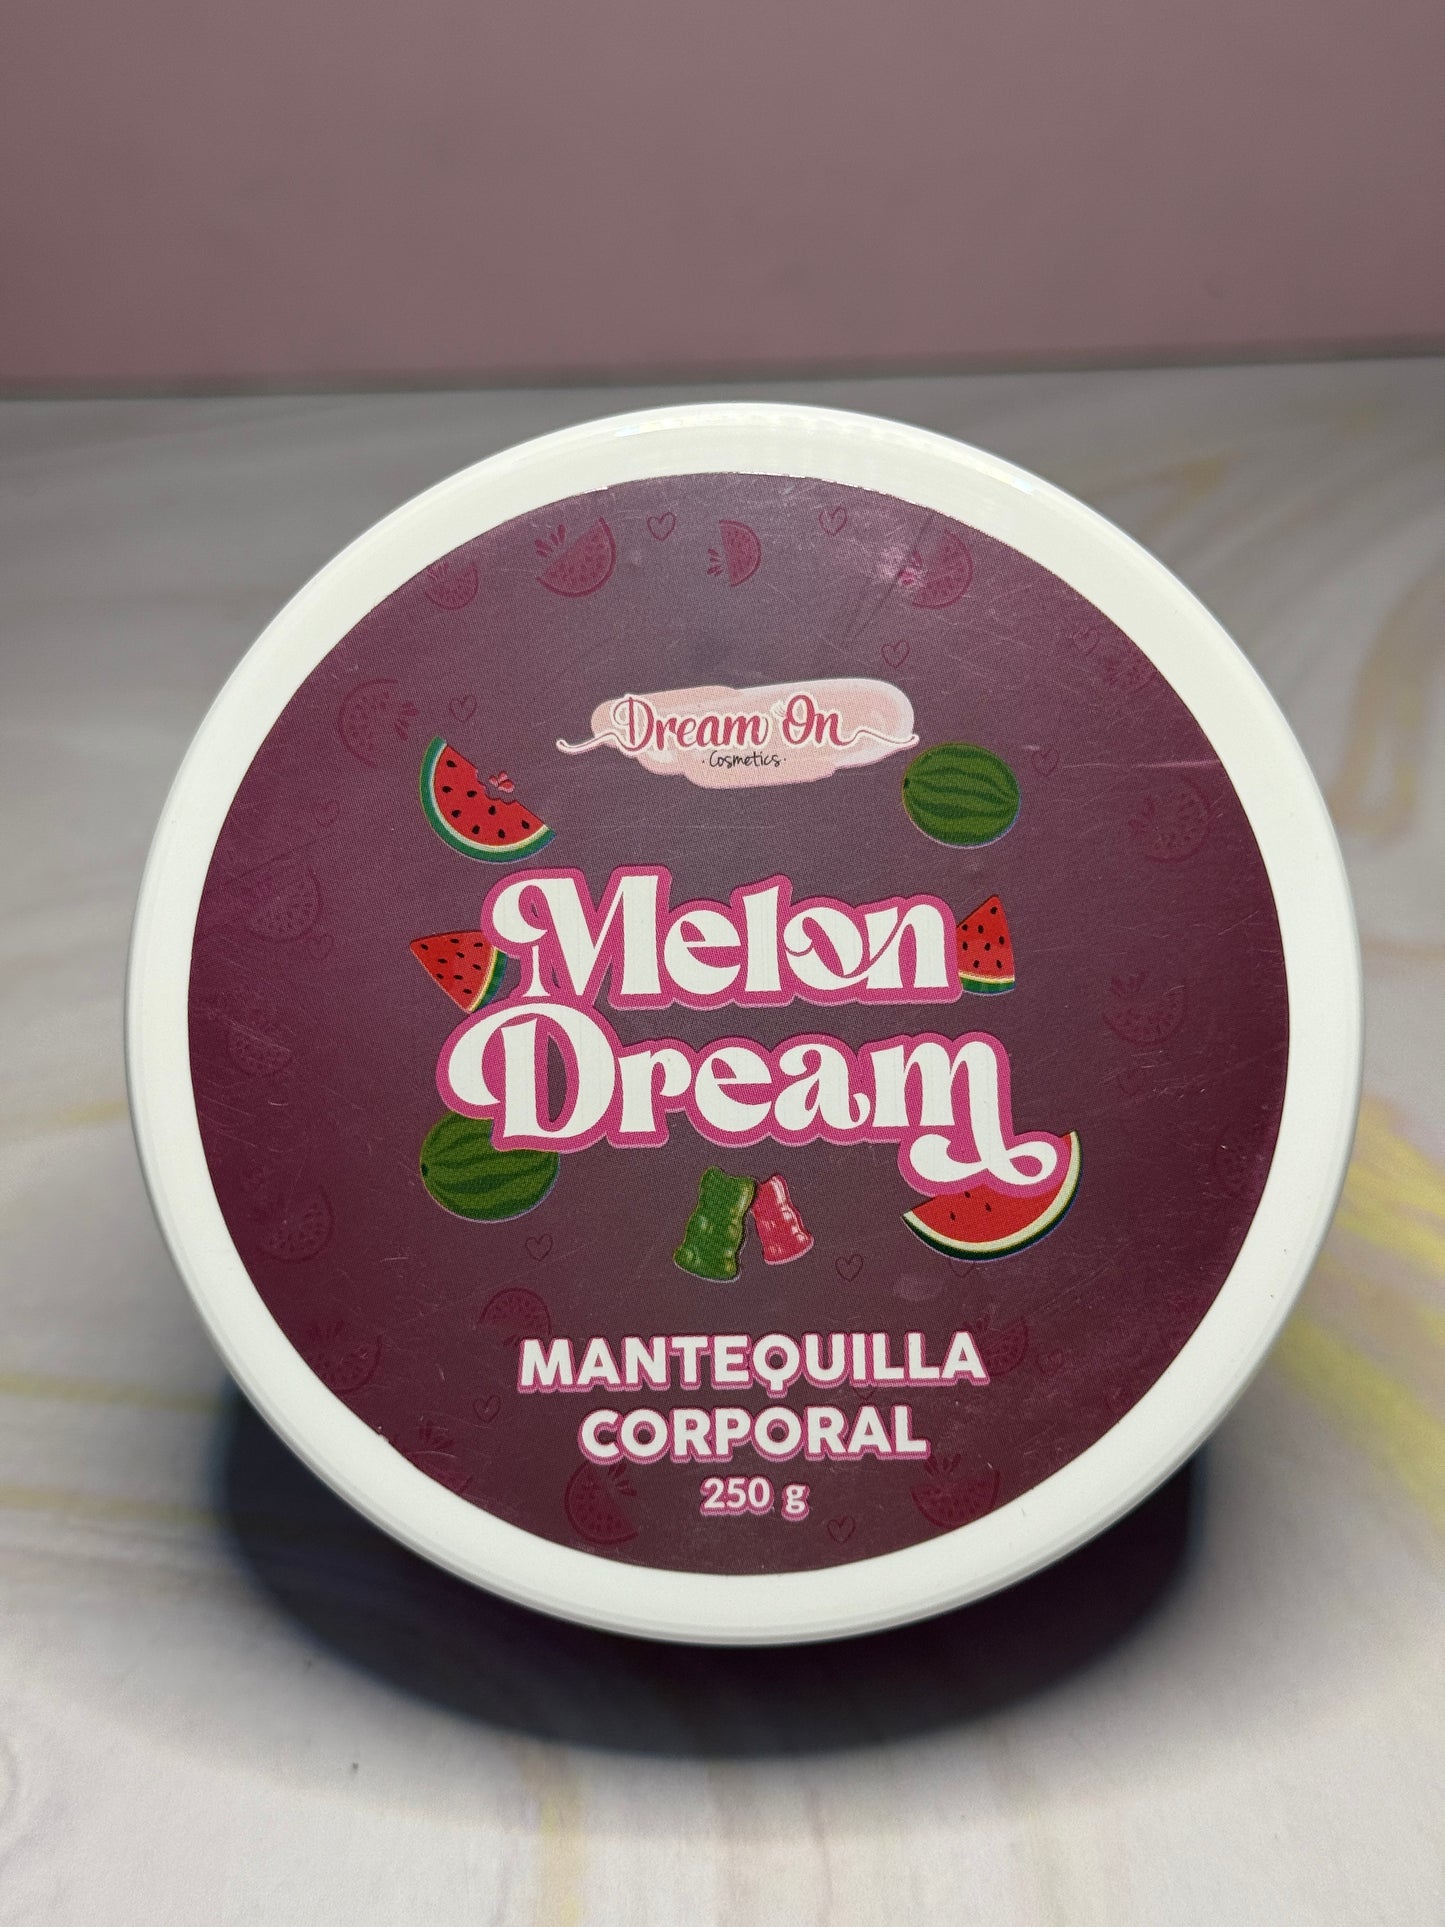 Dream On
· Cosmetics ·
Melon
Dream
MANTEQUILLA
CORPORAL
250 g